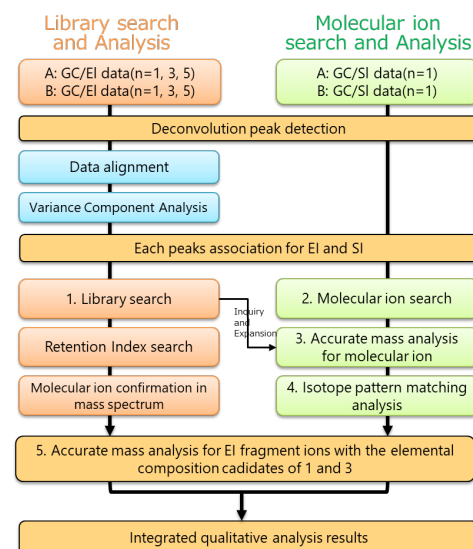 Library search
and Analysis
Molecular ion
search and Analysis
A: GC/EI data(n=1, 3, 5)
B: GC/EI data(n=1, 3, 5)
A: GC/SI data(n=1)
B: GC/SI data(n=1)
Deconvolution peak detection
Data alignment
Variance Component Analysis
Each peaks association for EI and SI
1. Library search
Inquiry
and
Expansion
2. Molecular ion search
Retention Index search
3. Accurate mass analysis
for molecular ion
Molecular ion confirmation in
mass spectrum
4. Isotope pattern matching
analysis
5. Accurate mass analysis for EI fragment ions with the elemental
composition cadidates of 1 and 3
Integrated qualitative analysis results